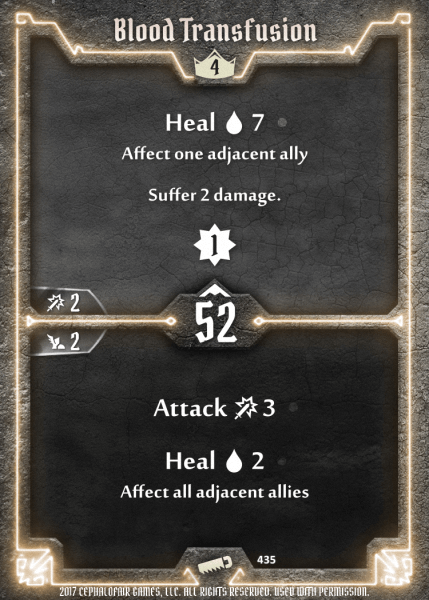 Blood Transfusion
4
Heal 7
Affect one adjacent ally
Suffer 2 damage.
1
2
52
2
Attack 3
Heal 2
Affect all adjacent allies
435
2017 CEPHALOFAIR GAMES, LLC. ALL RIGHTS RESERVED. USED WITH PERMISSION.